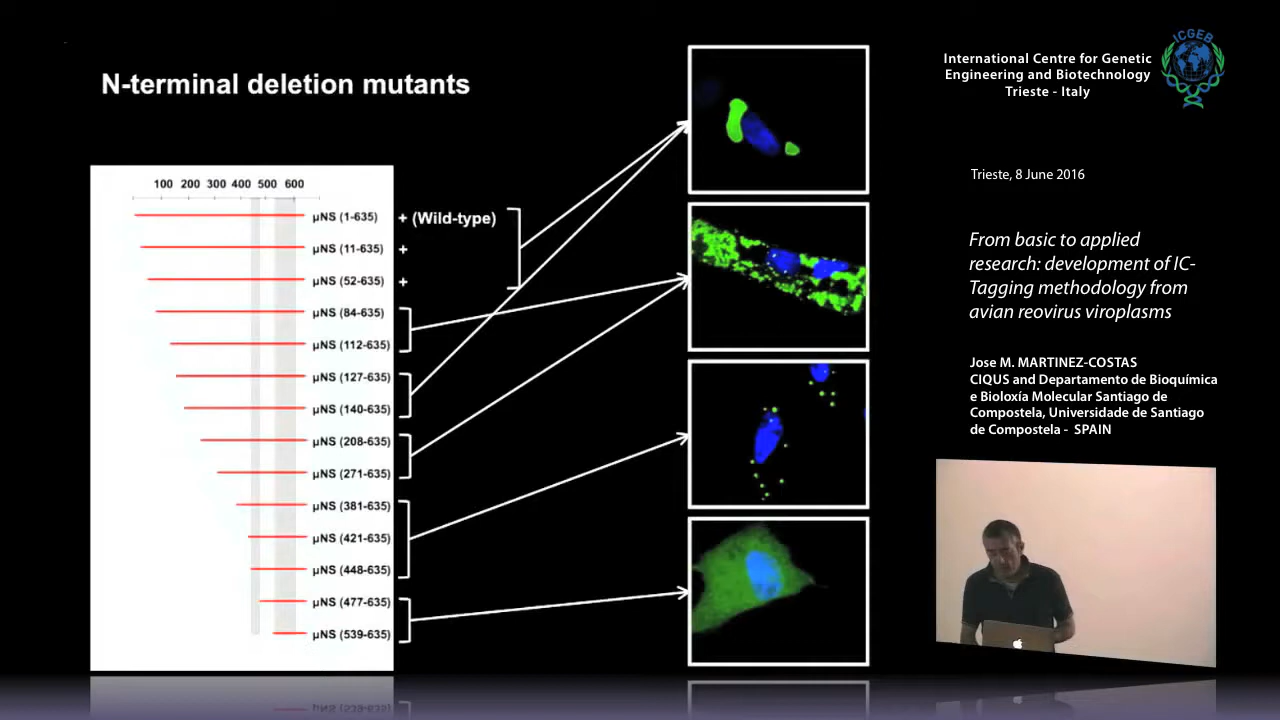 N-terminal deletion mutants
100 200 300 400 500 600
µNS (1-635) + (Wild-type)
µNS (11-635) +
µNS (52-635) +
µNS (84-635)
µNS (112-635)
µNS (127-635)
µNS (140-635)
µNS (208-635)
µNS (271-635)
µNS (381-635)
µNS (421-635)
µNS (448-635)
µNS (477-635)
µNS (539-635)
International Centre for Genetic
Engineering and Biotechnology
Trieste - Italy
ICGEB
Trieste, 8 June 2016
From basic to applied
research: development of IC-
Tagging methodology from
avian reovirus viroplasms
Jose M. MARTINEZ-COSTAS
CIQUS and Departamento de Bioquímica
e Bioloxía Molecular Santiago de
Compostela, Universidade de Santiago
de Compostela - SPAIN